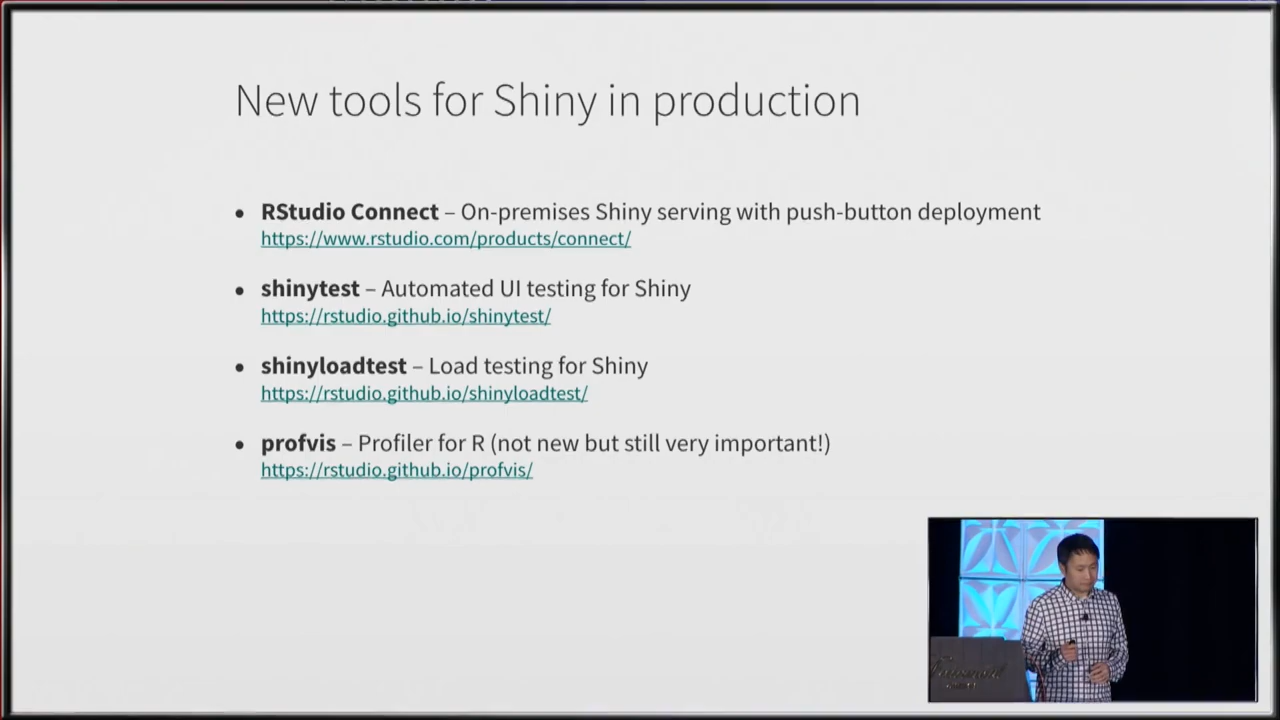 New tools for Shiny in production
• RStudio Connect – On-premises Shiny serving with push-button deployment
https://www.rstudio.com/products/connect/
• shinytest – Automated UI testing for Shiny
https://rstudio.github.io/shinytest/
• shinyloadtest – Load testing for Shiny
https://rstudio.github.io/shinyloadtest/
• profvis – Profiler for R (not new but still very important!)
https://rstudio.github.io/profvis/